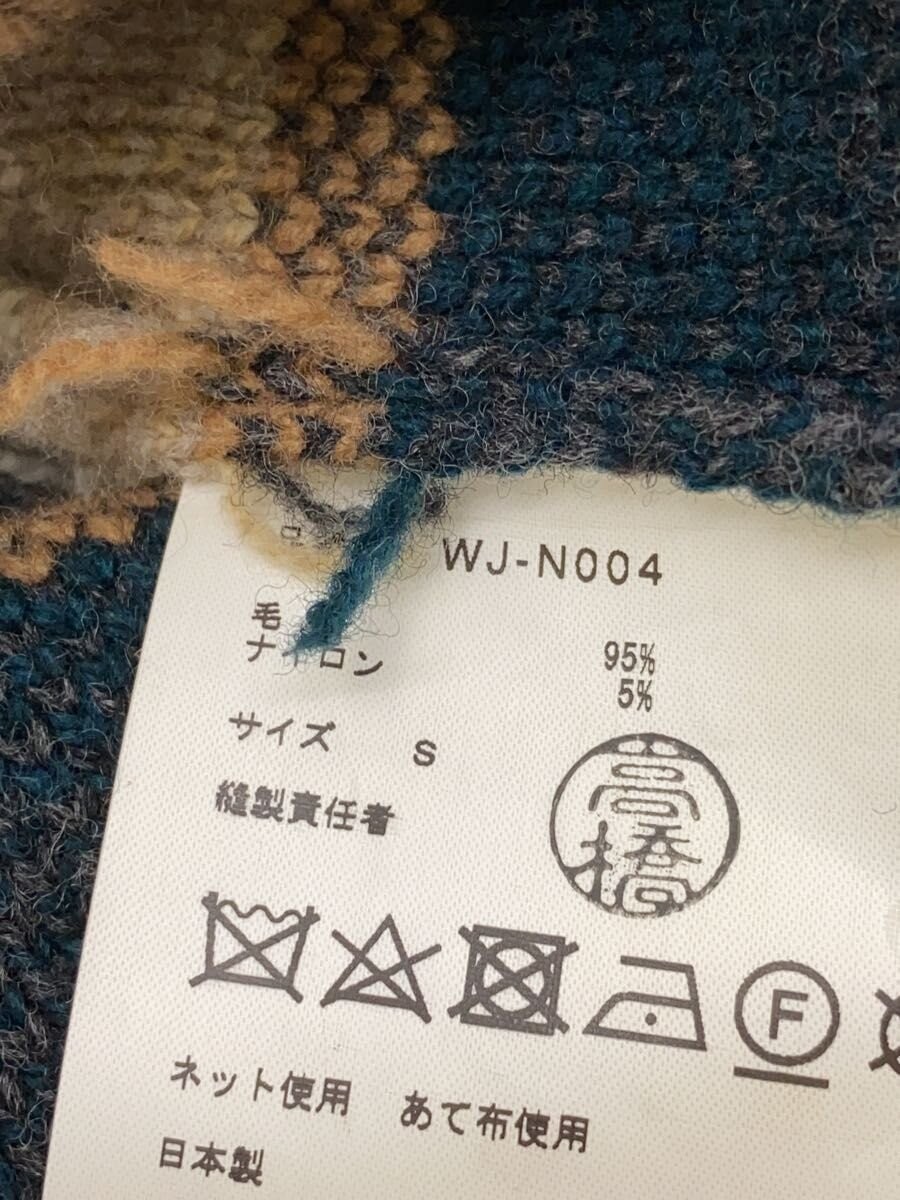 WJ-N004
毛 95%
ナイロン 5%
サイズ S
縫製責任者
高橋
F
ネット使用 あて布使用
日本製